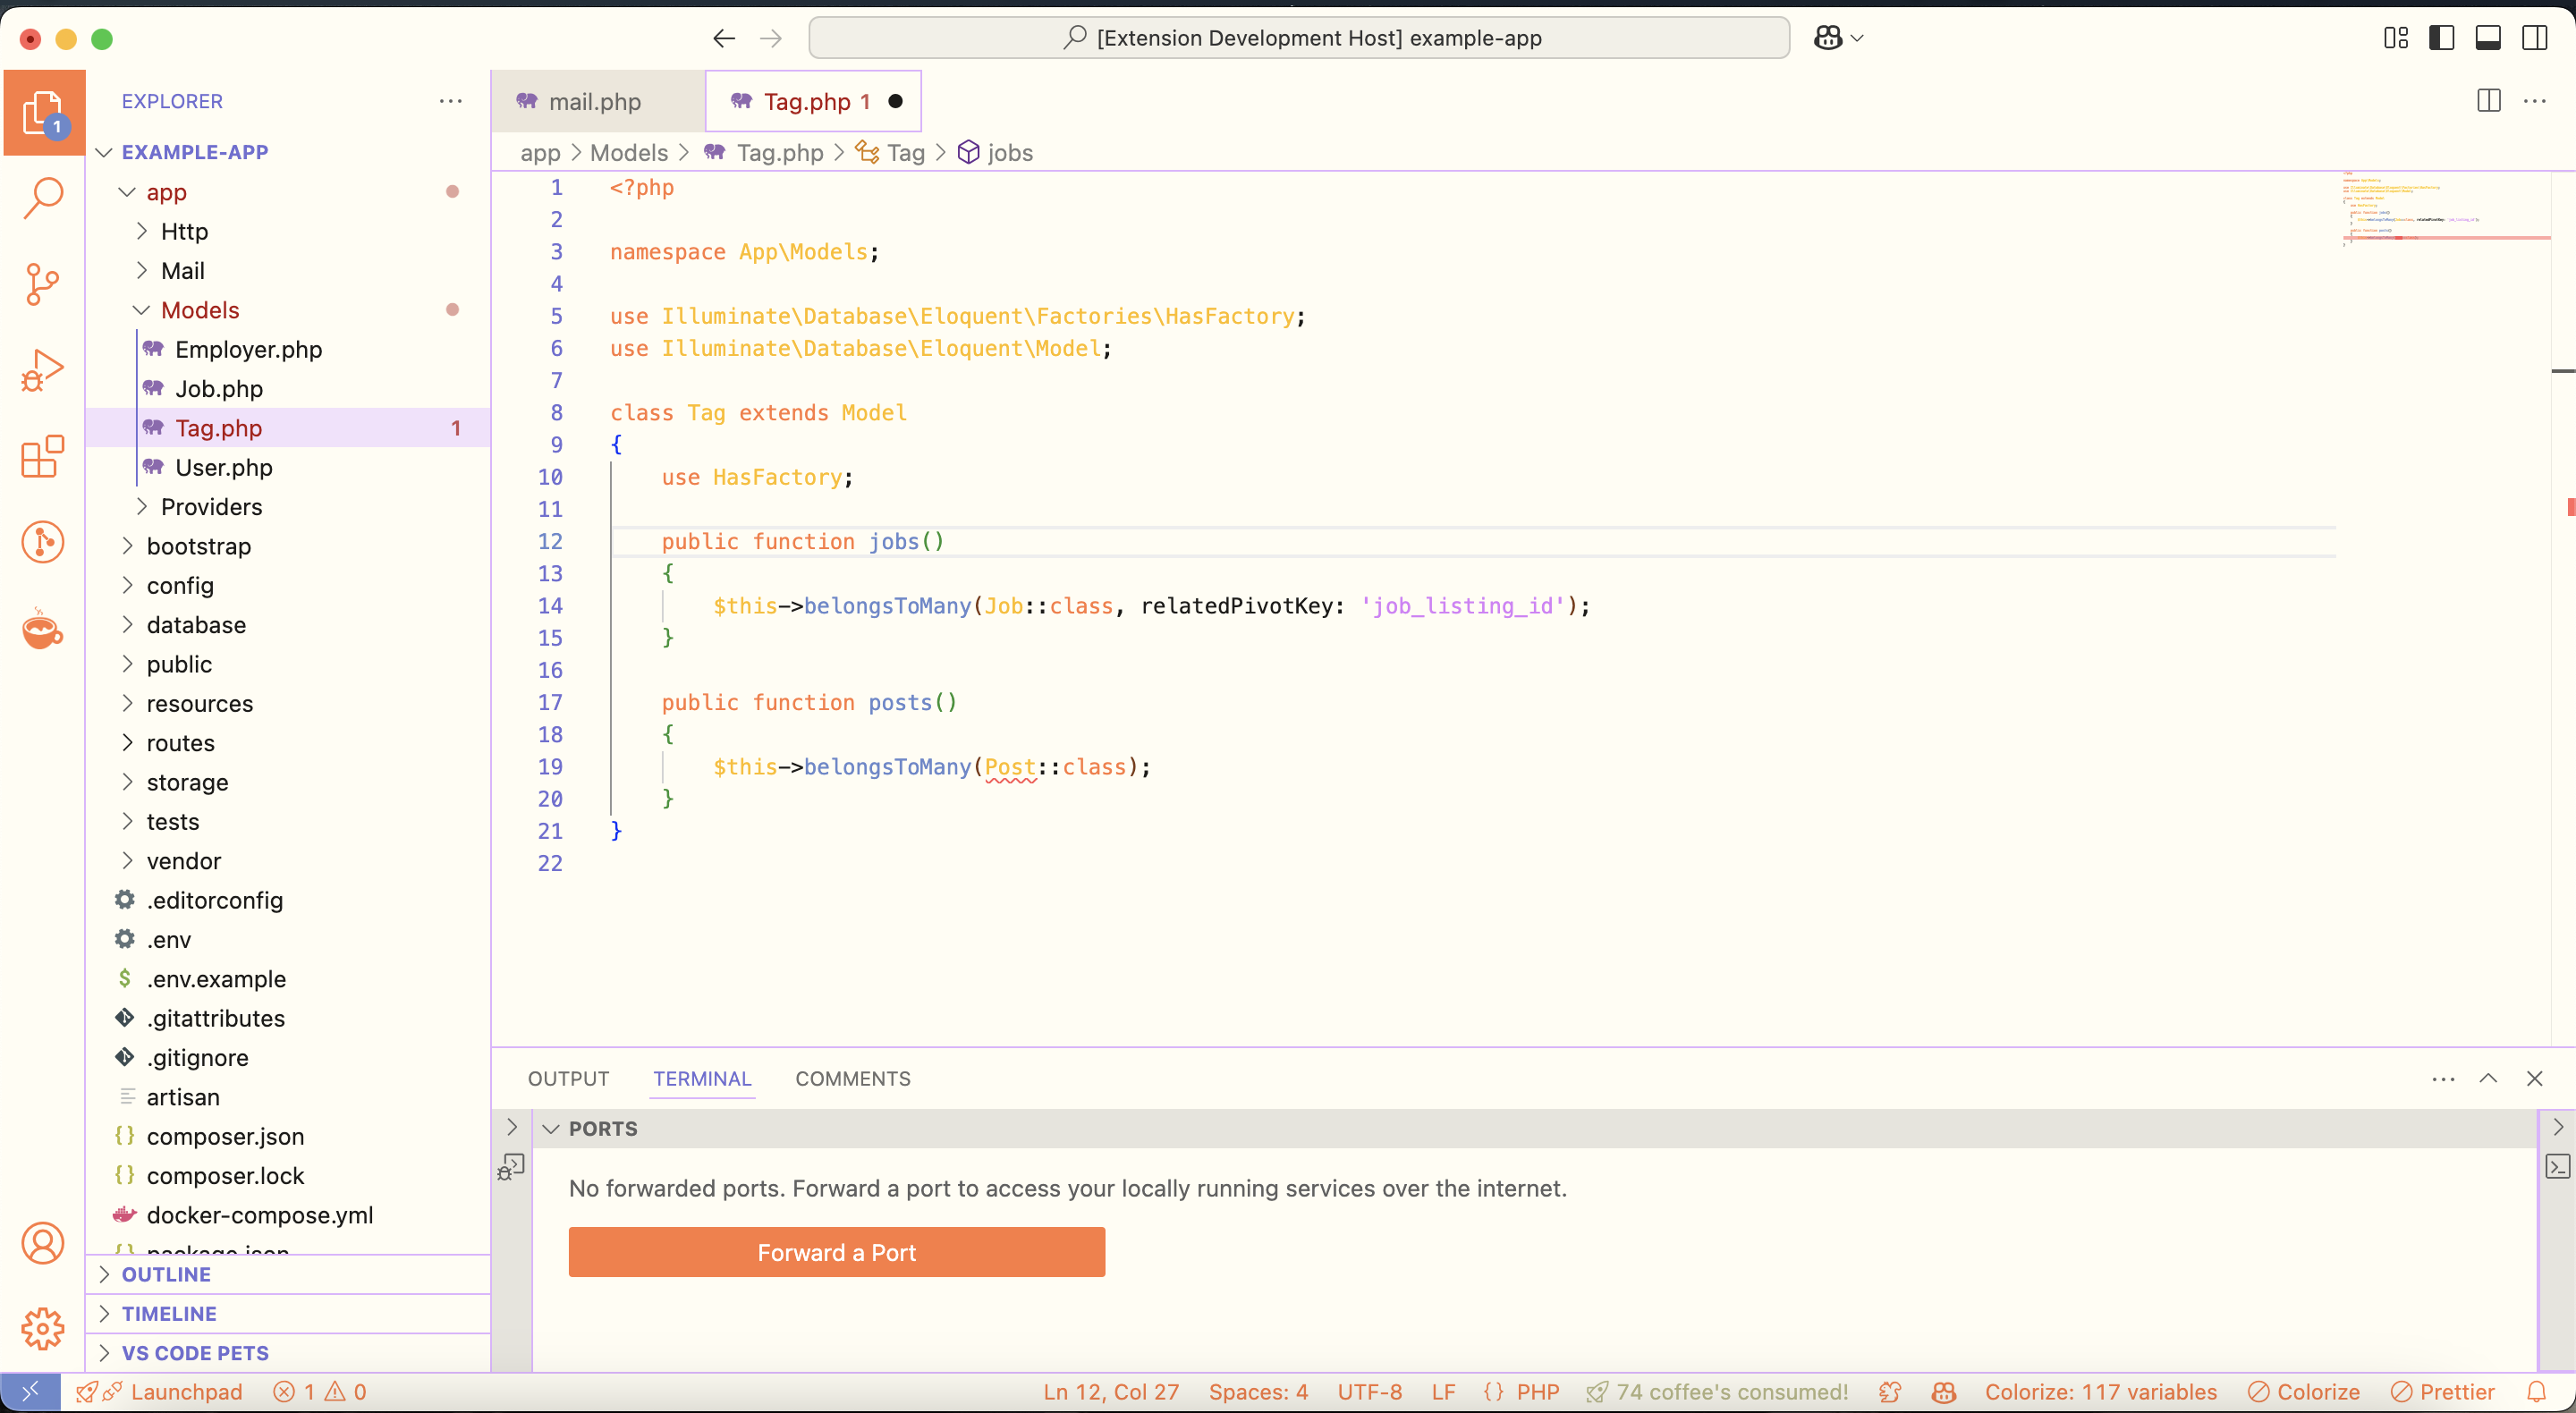 [Extension Development Host] example-app
1
EXPLORER
EXAMPLE-APP
app
Http
Mail
Models
Employer.php
Job.php
Tag.php 1
User.php
Providers
bootstrap
config
database
public
resources
routes
storage
tests
vendor
.editorconfig
.env
.env.example
.gitattributes
.gitignore
artisan
composer.json
composer.lock
docker-compose.yml
package.json
OUTLINE
TIMELINE
VS CODE PETS
mail.php
Tag.php 1
app > Models > Tag.php > Tag > jobs
1 <?php
2
3 namespace App\Models;
4
5 use Illuminate\Database\Eloquent\Factories\HasFactory;
6 use Illuminate\Database\Eloquent\Model;
7
8 class Tag extends Model
9 {
10 use HasFactory;
11
12 public function jobs()
13 {
14 $this->belongsToMany(Job::class, relatedPivotKey: 'job_listing_id');
15 }
16
17 public function posts()
18 {
19 $this->belongsToMany(Post::class);
20 }
21 }
22
OUTPUT TERMINAL COMMENTS
PORTS
No forwarded ports. Forward a port to access your locally running services over the internet.
Forward a Port
Launchpad 1 0 Ln 12, Col 27 Spaces: 4 UTF-8 LF {} PHP 74 coffee's consumed! Colorize: 117 variables Colorize Prettier